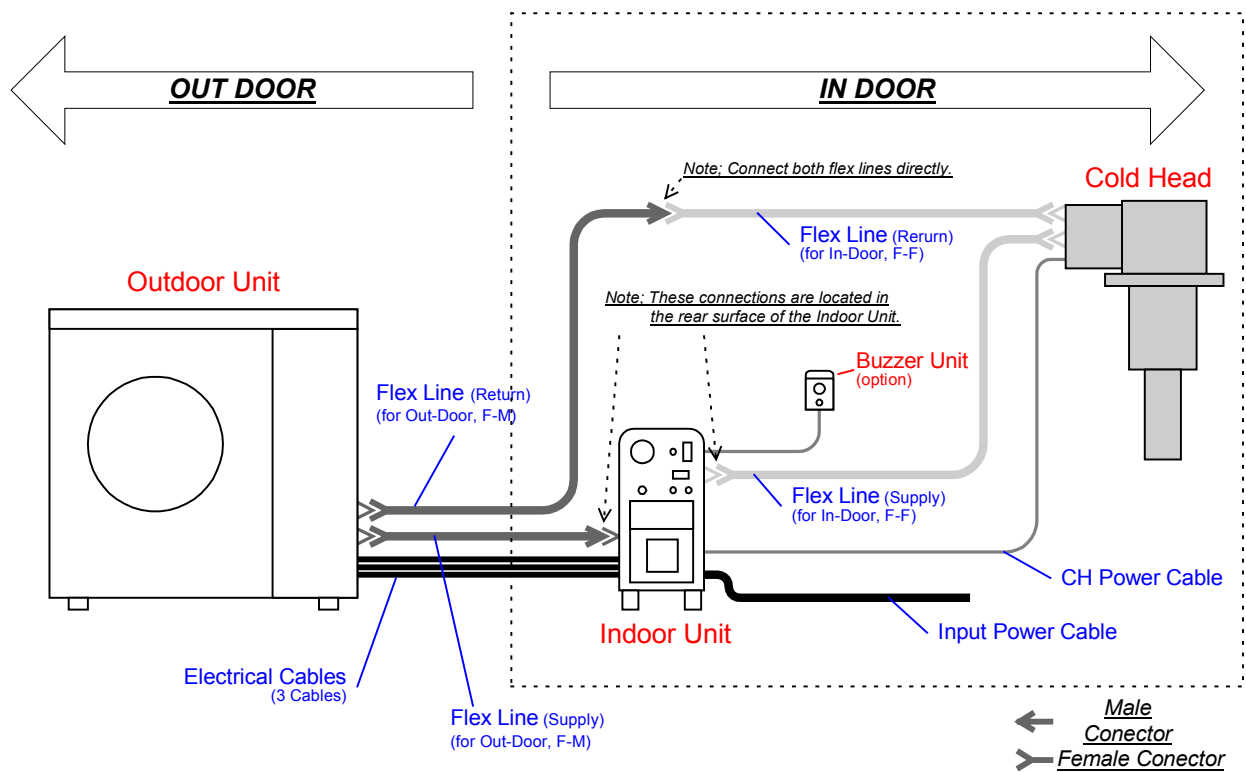 OUT DOOR
IN DOOR
Note; Connect both flex lines directly.
Cold Head
Flex Line (Rerurn)
(for In-Door, F-F)
Outdoor Unit
Note; These connections are located in
the rear surface of the Indoor Unit.
Buzzer Unit
(option)
Flex Line (Return)
(for Out-Door, F-M)
Flex Line (Supply)
(for In-Door, F-F)
CH Power Cable
Indoor Unit
Input Power Cable
Electrical Cables
(3 Cables)
Flex Line (Supply)
(for Out-Door, F-M)
Male
Conector
Female Conector